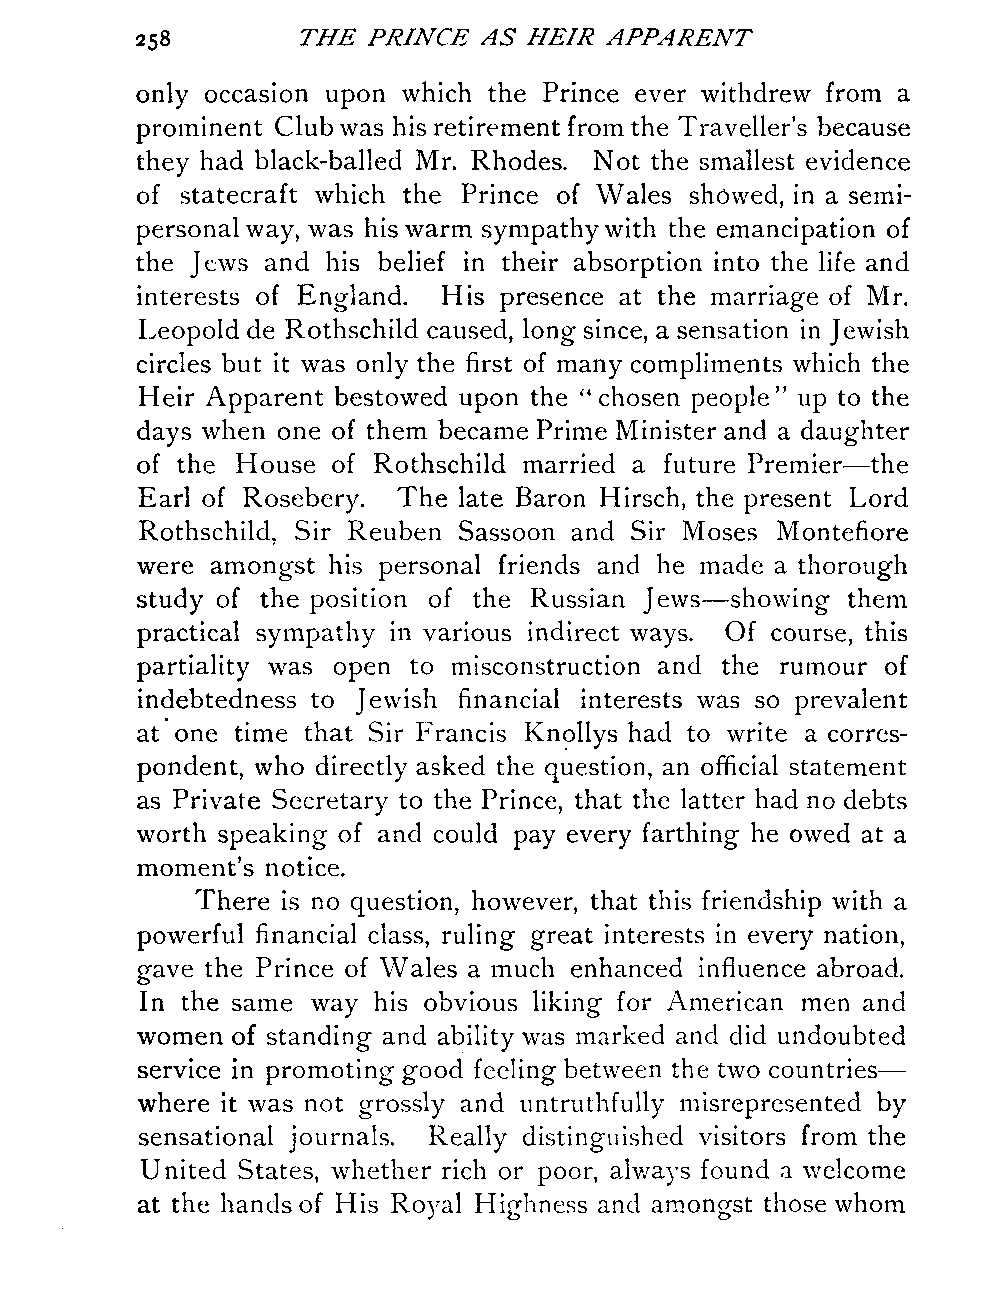 258 THE PRINCE AS HEIR APPARENT
only occasion upon which the Prince ever withdrew from a
prominent Club was his retirement from the Traveller's because
they had black-balled Mr. Rhodes. Not the smallest evidence
of statecraft which the Prince of Wales showed, in a semi-
personal way, was his warm sympathy with the emancipation of
the Jews and his belief in their absorption into the life and
interests of England. His presence at the marriage of Mr.
Leopold de Rothschild caused, long since, a sensation in Jewish
circles but it was only the first of many compliments which the
Heir Apparent bestowed upon the "chosen people" up to the
days when one of them became Prime Minister and a daughter
of the House of Rothschild married a future Premier—the
Earl of Rosebery. The late Baron Hirsch, the present Lord
Rothschild, Sir Reuben Sassoon and Sir Moses Montefiore
were amongst his personal friends and he made a thorough
study of the position of the Russian Jews—showing them
practical sympathy in various indirect ways. Of course, this
partiality was open to misconstruction and the rumour of
indebtedness to Jewish financial interests was so prevalent
at one time that Sir Francis Knollys had to write a corres-
pondent, who directly asked the question, an official statement
as Private Secretary to the Prince, that the latter had no debts
worth speaking of and could pay every farthing he owed at a
moment's notice.
There is no question, however, that this friendship with a
powerful financial class, ruling great interests in every nation,
gave the Prince of Wales a much enhanced influence abroad.
In the same way his obvious liking for American men and
women of standing and ability was marked and did undoubted
service in promoting good feeling between the two countries—
where it was not grossly and untruthfully misrepresented by
sensational journals. Really distinguished visitors from the
United States, whether rich or poor, always found a welcome
at the hands of His Royal Highness and amongst those whom